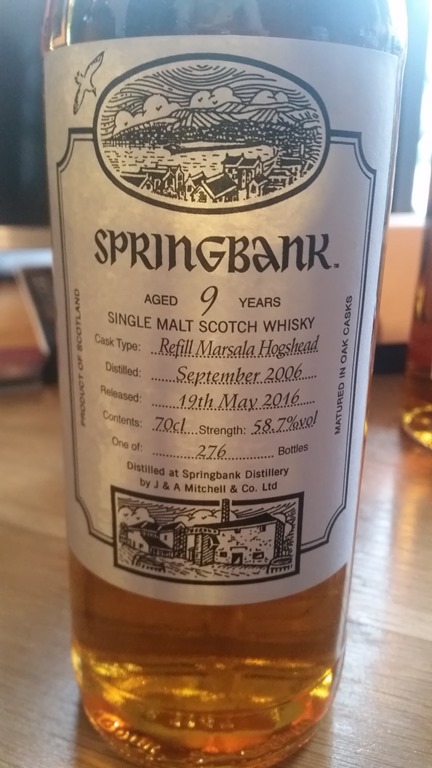 SPRINGBANK™
AGED 9 YEARS
SINGLE MALT SCOTCH WHISKY
Cask Type: Refill Marsala Hogshead
Distilled: September 2006
Released: 19th May 2016
Contents: 70cl Strength: 58.7%vol
One of: 276 Bottles
Distilled at Springbank Distillery
by J & A Mitchell & Co. Ltd
PRODUCT OF SCOTLAND
MATURED IN OAK CASKS